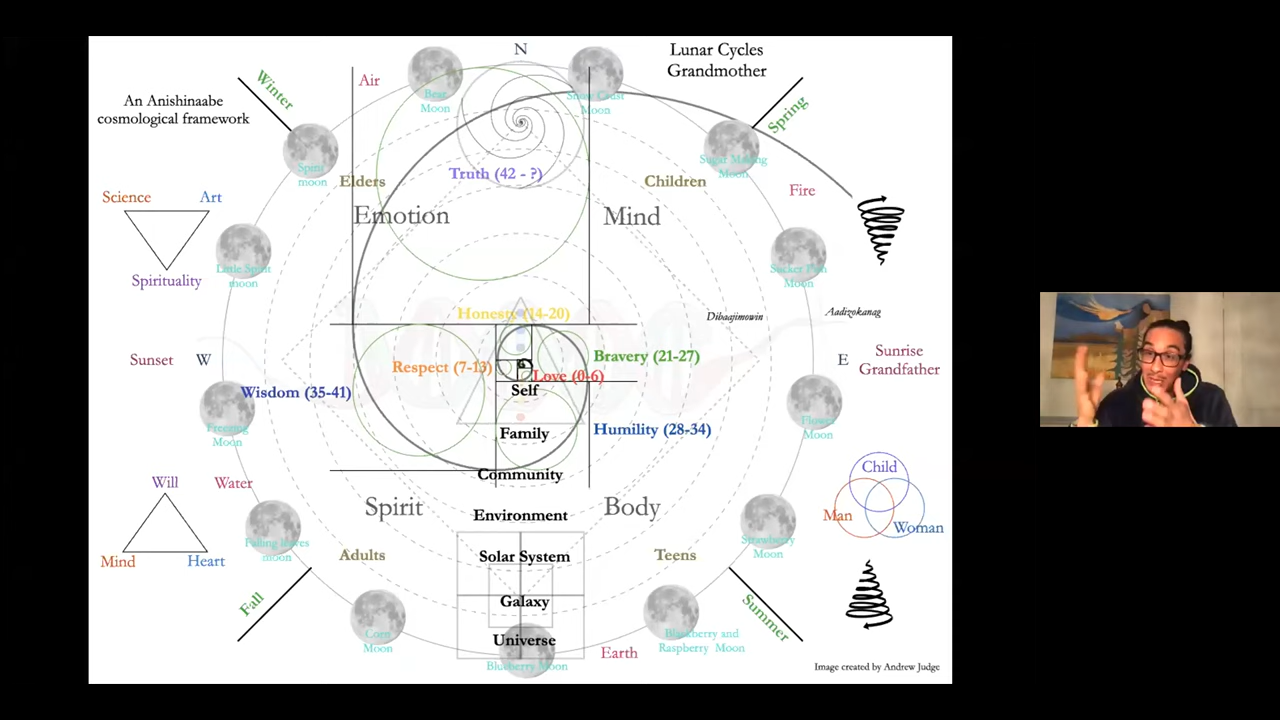 N
Lunar Cycles
Grandmother
Winter
Air
Bear
Moon
Snow Crust
Moon
Spring
An Anishinaabe
cosmological framework
Spirit
moon
Sugar Making
Moon
Elders
Truth (42 - ?)
Children
Fire
Science
Art
Emotion
Mind
Spirituality
Little Spirit
moon
Sucker Fish
Moon
Honesty (14-20)
Dibaajimowin
Aadizokanag
Sunset
W
Respect (7-13)
Bravery (21-27)
E
Sunrise
Grandfather
Love (0-6)
Self
Wisdom (35-41)
Freezing
Moon
Family
Humility (28-34)
Flower
Moon
Community
Child
Will
Water
Spirit
Body
Man
Woman
Environment
Falling leaves
moon
Strawberry
Moon
Mind
Heart
Adults
Solar System
Teens
Fall
Galaxy
Summer
Corn
Moon
Universe
Blackberry and
Raspberry Moon
Blueberry Moon
Earth
Image created by Andrew Judge